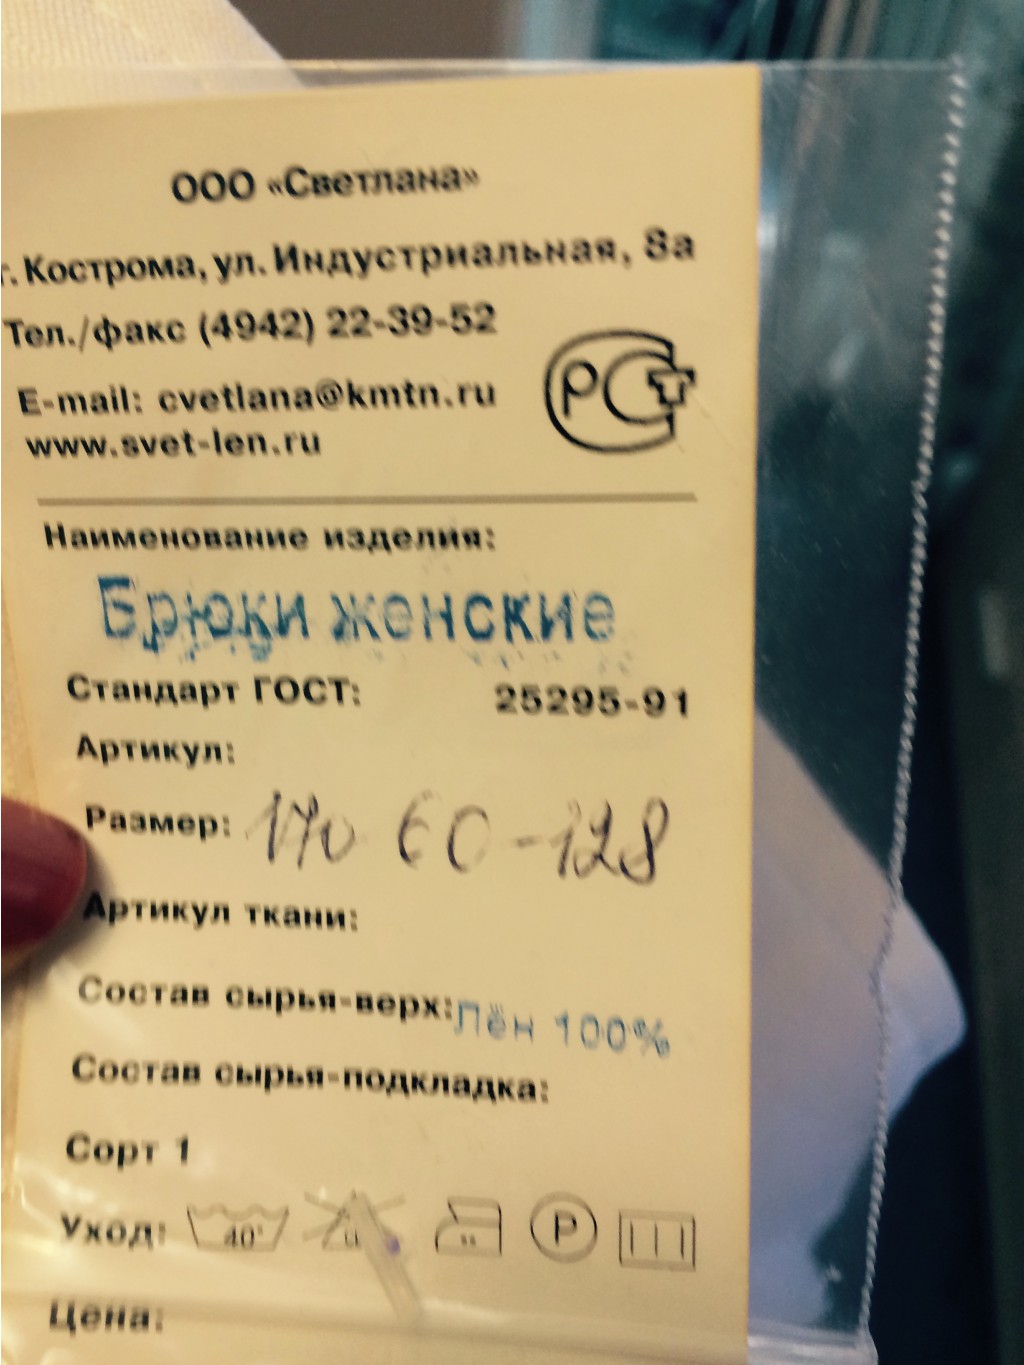 ООО «Светлана»
г. Кострома, ул. Индустриальная, 8а
Тел./факс (4942) 22-39-52
E-mail: cvetlana@kmtn.ru
www.svet-len.ru
РСТ
Наименование изделия:
Брюки женские
Стандарт ГОСТ: 25295-91
Артикул:
Размер: 170 60-128
Артикул ткани:
Состав сырья-верх: Лён 100%
Состав сырья-подкладка:
Сорт 1
Уход: 40° P
Цена: